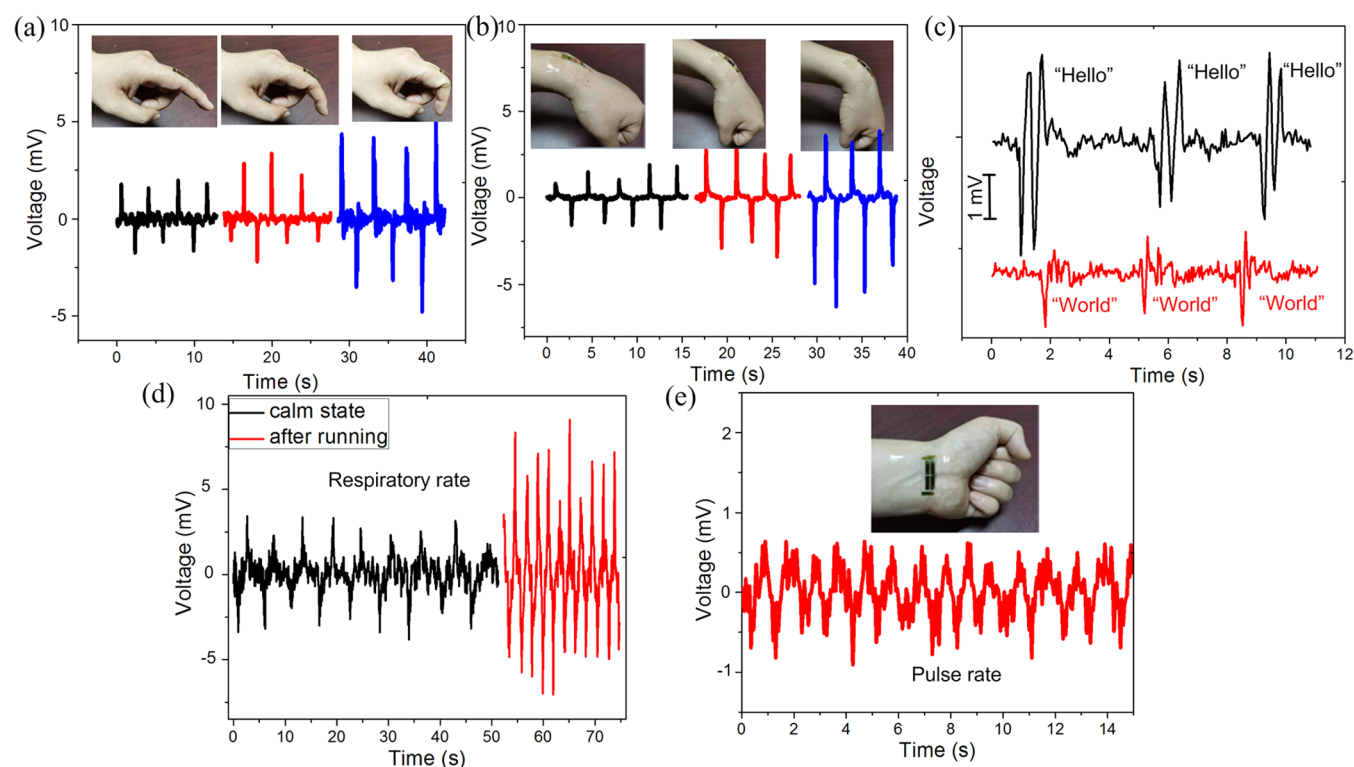 (a)
10
5
0
-5
Voltage (mV)
0 10 20 30 40
Time (s)
(b)
10
5
0
-5
Voltage (mV)
0 5 10 15 20 25 30 35 40
Time (s)
(c)
“Hello”
“Hello”
“Hello”
Voltage
1 mV
“World”
“World”
“World”
0 2 4 6 8 10 12
Time (s)
(d)
10
5
0
-5
Voltage (mV)
calm state
after running
Respiratory rate
0 10 20 30 40 50 60 70
Time (s)
(e)
2
1
0
-1
Voltage (mV)
Pulse rate
0 2 4 6 8 10 12 14
Time (s)